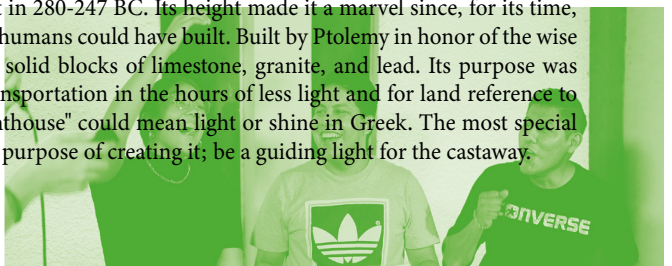 t in 280-247 BC. Its height made it a marvel since, for its time,
humans could have built. Built by Ptolemy in honor of the wise
solid blocks of limestone, granite, and lead. Its purpose was
nsportation in the hours of less light and for land reference to
hthouse" could mean light or shine in Greek. The most special
purpose of creating it; be a guiding light for the castaway.
CONVERSE